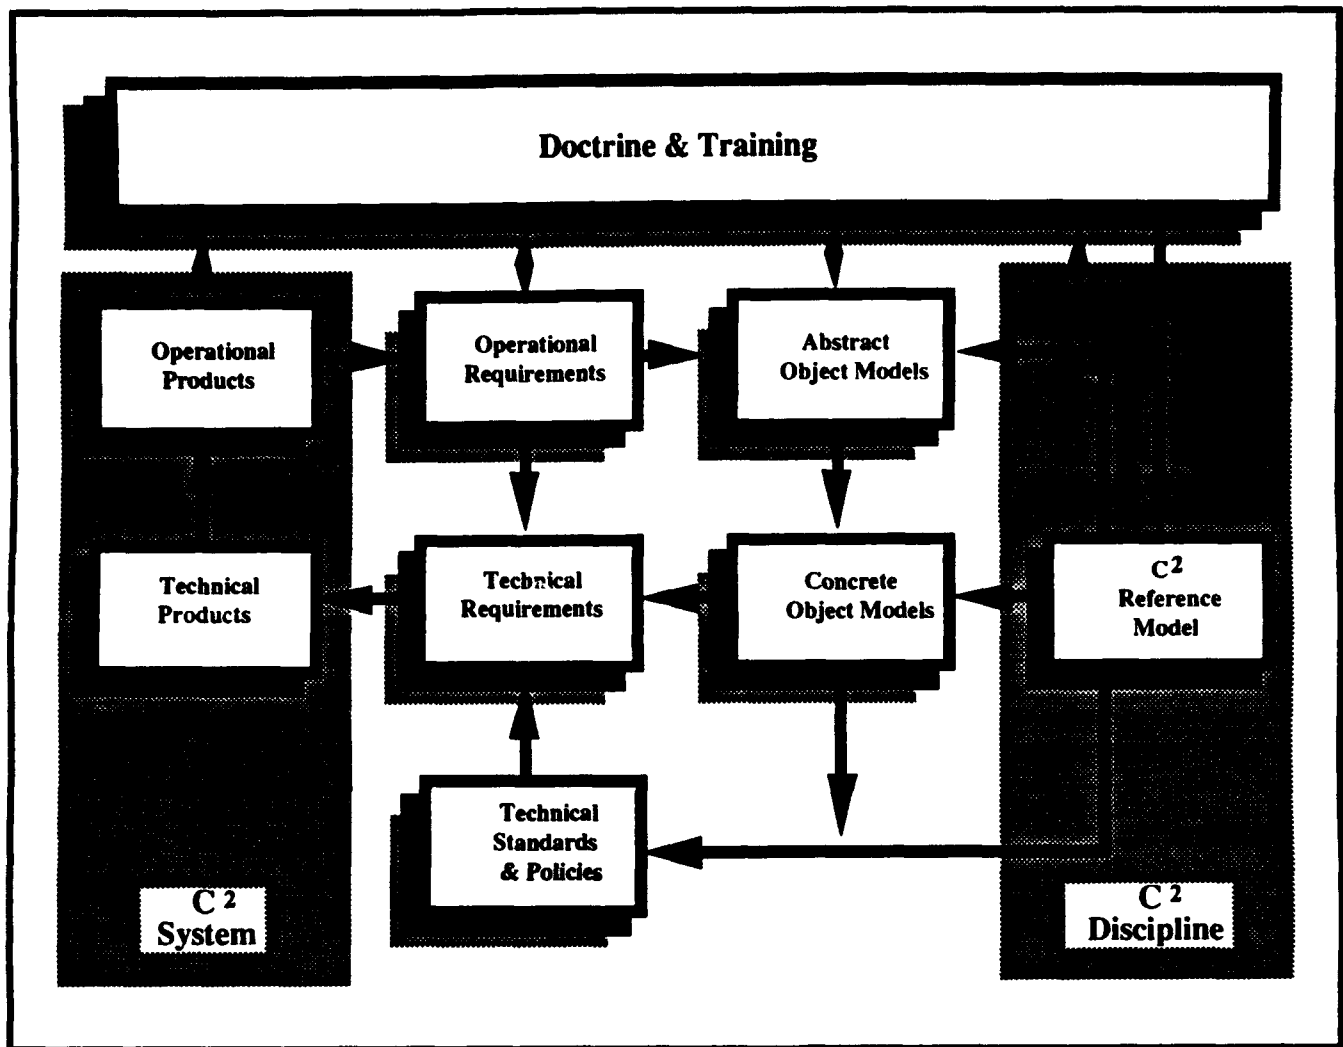 Doctrine & Training
Operational
Products
Operational
Requirements
Abstract
Object Models
Technical
Products
Technical
Requirements
Concrete
Object Models
C²
Reference
Model
Technical
Standards
& Policies
C²
System
C²
Discipline